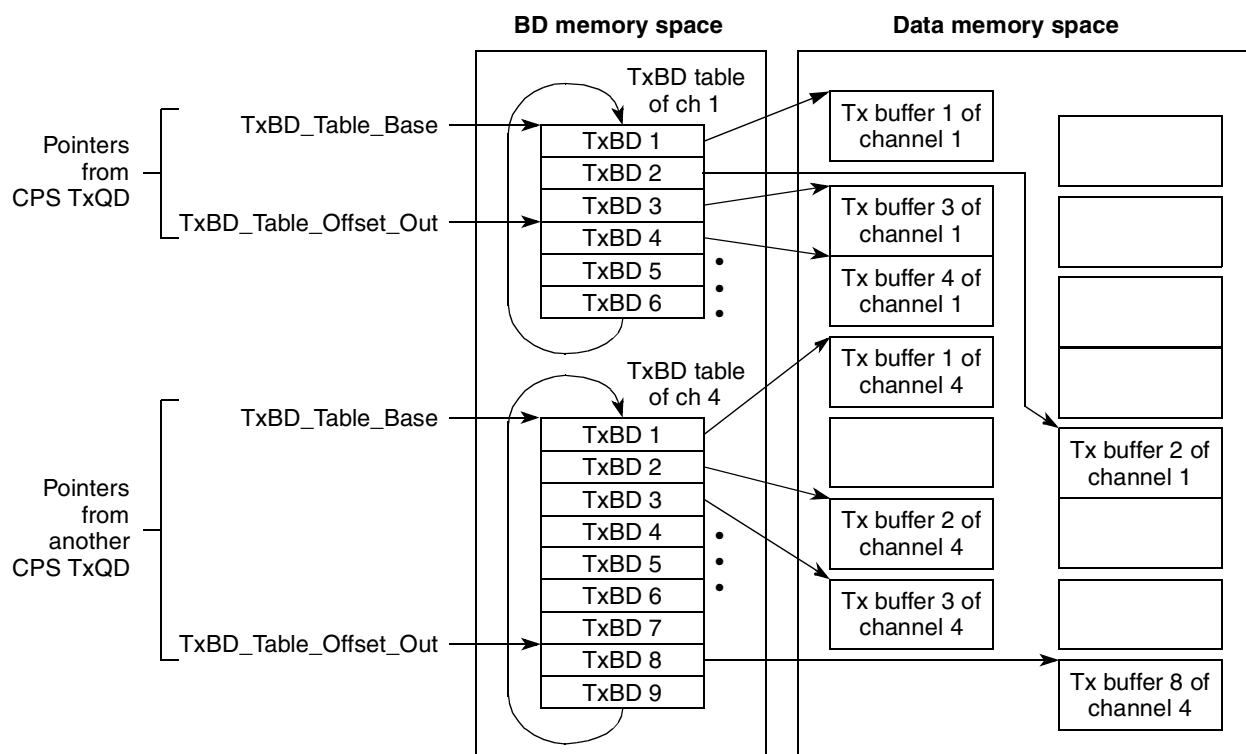 BD memory space
Data memory space
TxBD table
of ch 1
Pointers
from
CPS TxQD
TxBD_Table_Base
TxBD_Table_Offset_Out
TxBD 1
TxBD 2
TxBD 3
TxBD 4
TxBD 5
TxBD 6
Tx buffer 1 of
channel 1
Tx buffer 3 of
channel 1
Tx buffer 4 of
channel 1
TxBD table
of ch 4
Pointers
from
another
CPS TxQD
TxBD_Table_Base
TxBD_Table_Offset_Out
TxBD 1
TxBD 2
TxBD 3
TxBD 4
TxBD 5
TxBD 6
TxBD 7
TxBD 8
TxBD 9
Tx buffer 1 of
channel 4
Tx buffer 2 of
channel 4
Tx buffer 3 of
channel 4
Tx buffer 2 of
channel 1
Tx buffer 8 of
channel 4